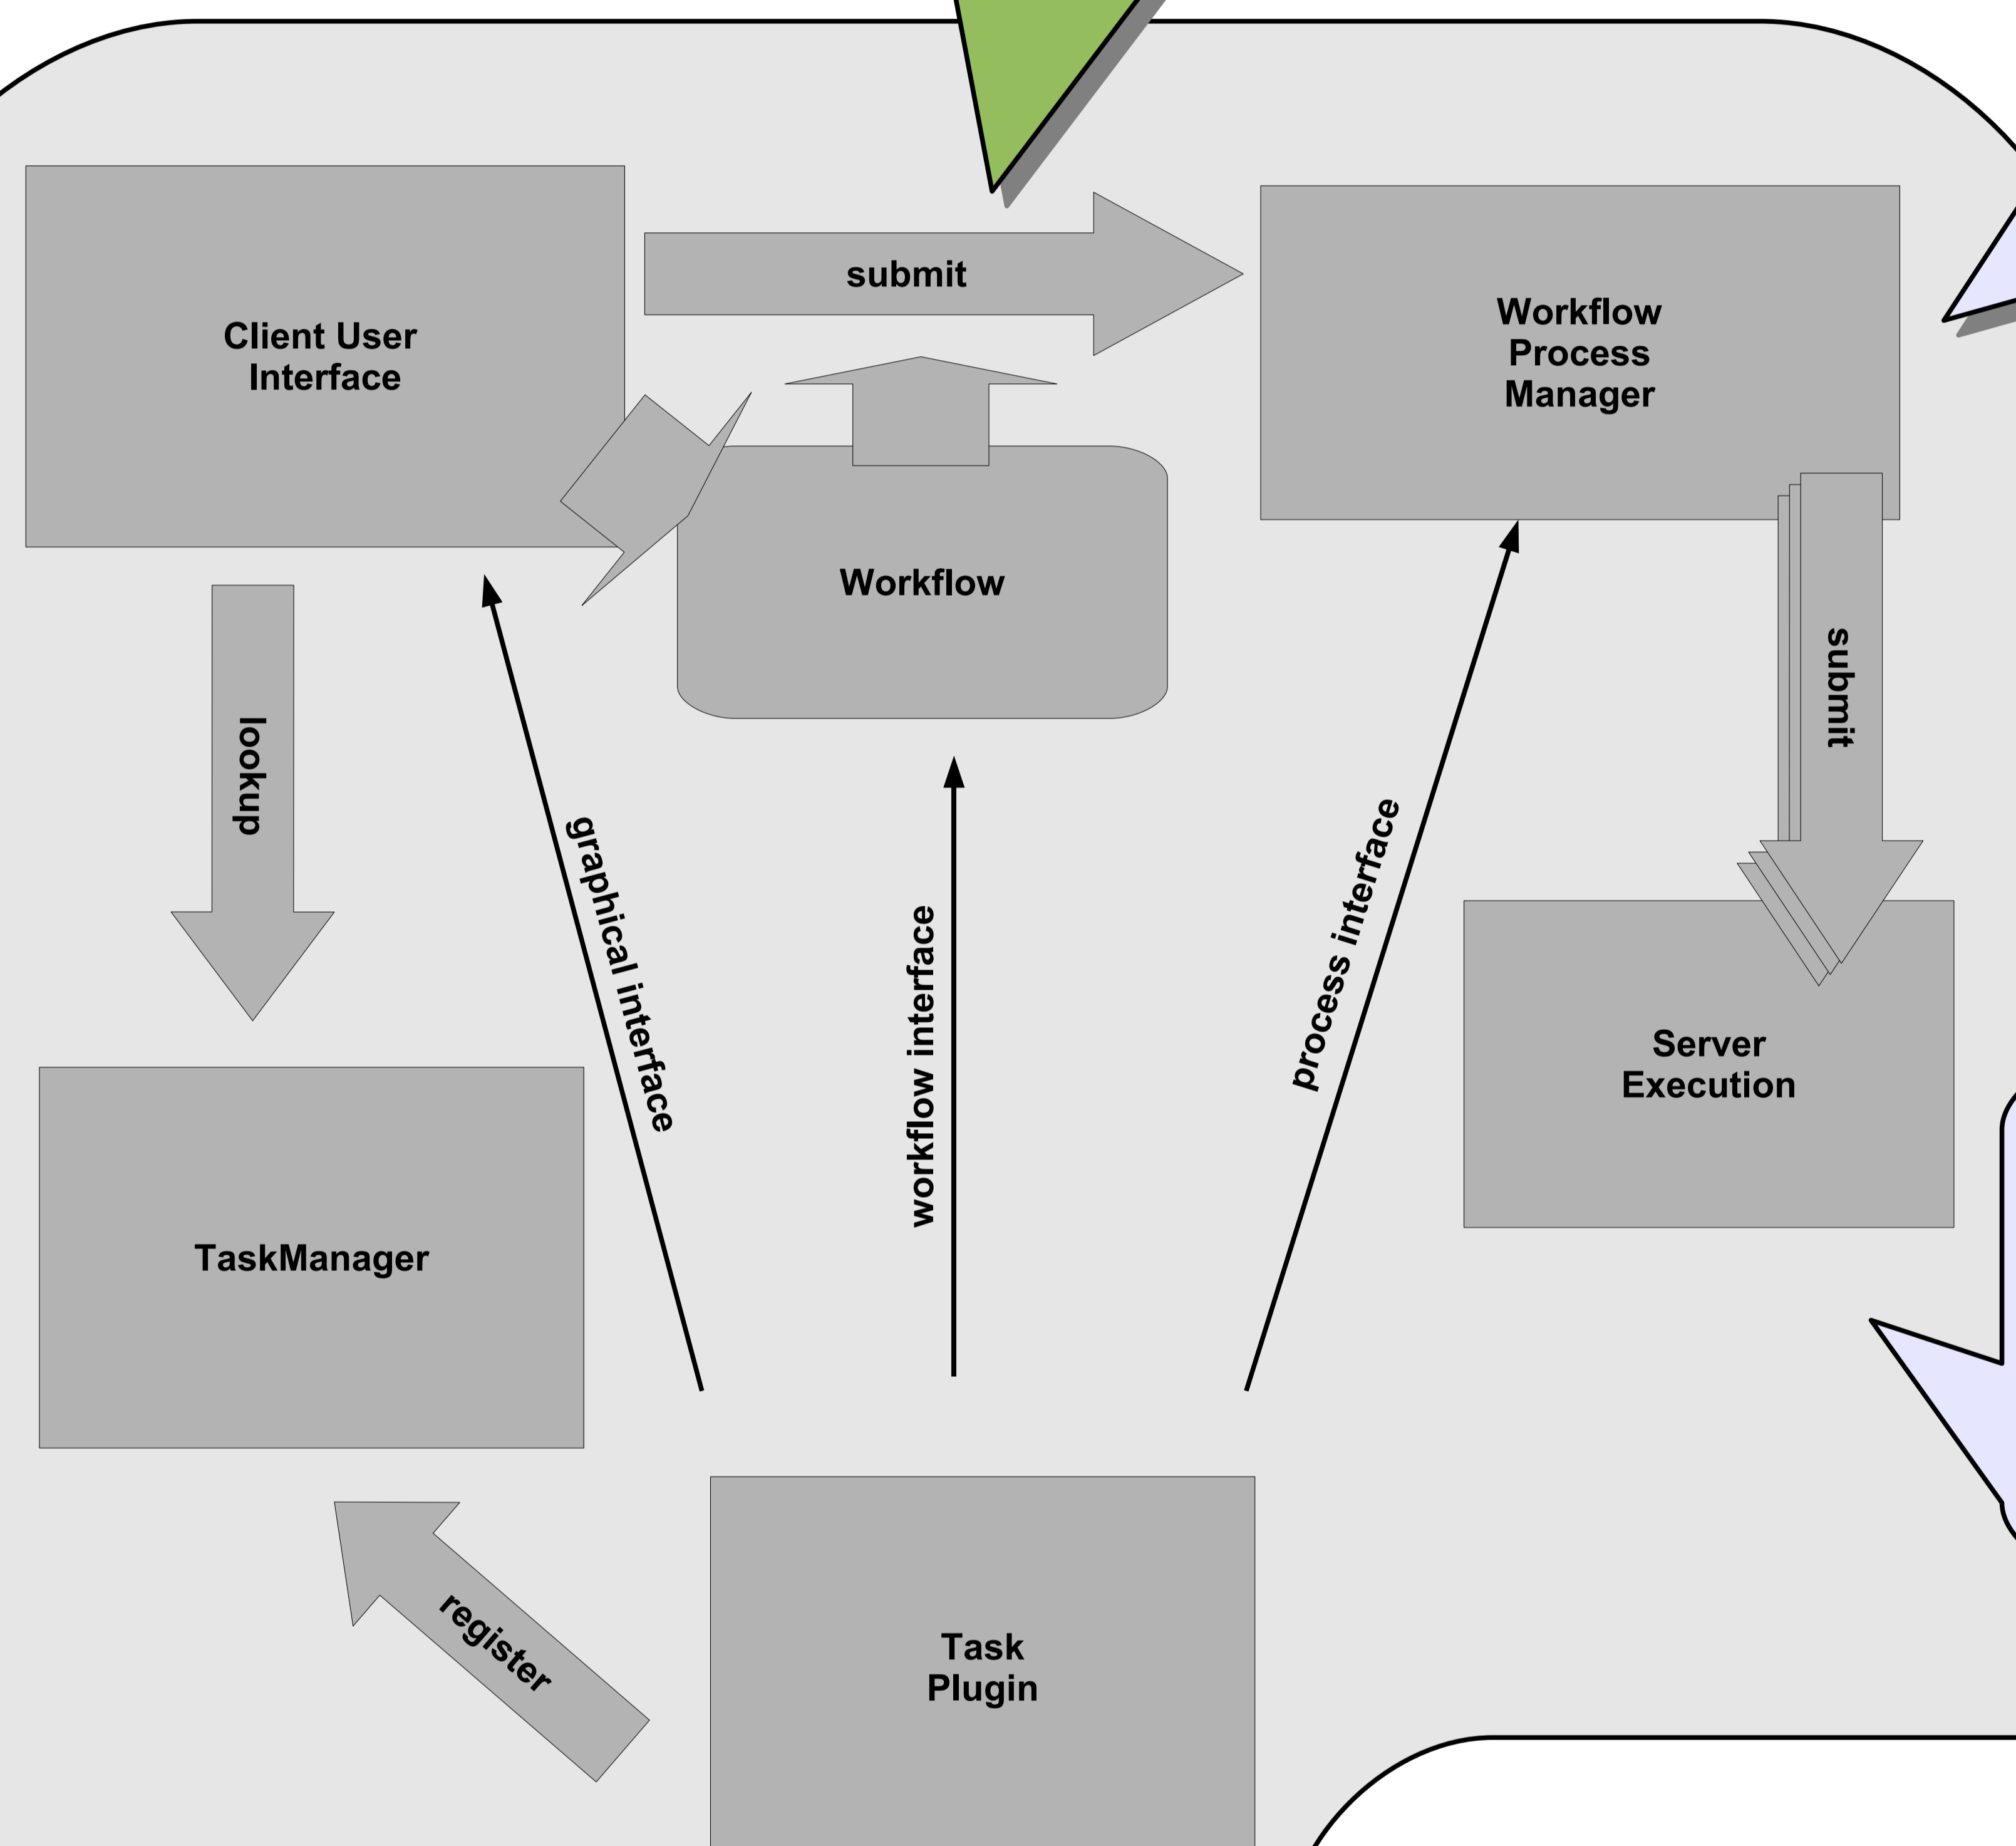 submit
Client User
Interface
Workflow
Process
Manager
Workflow
submit
lookup
graphical interface
workflow interface
process interface
Server
Execution
TaskManager
register
Task
Plugin